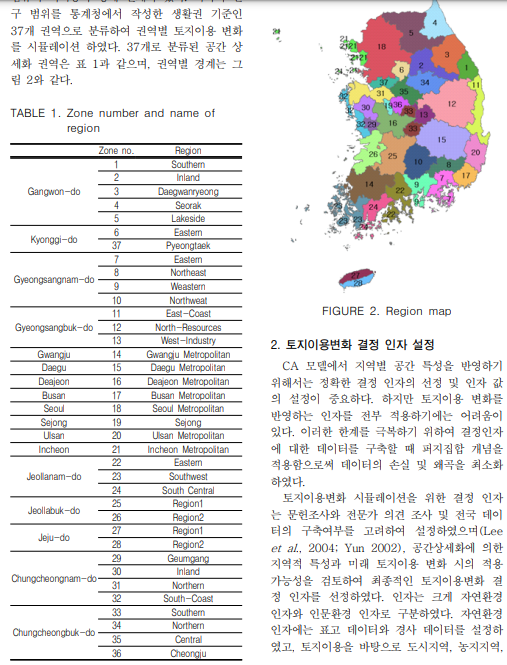 구 범위를 통계청에서 작성한 생활권 기준인
37개 권역으로 분류하여 권역별 토지이용 변화
를 시뮬레이션 하였다. 37개로 분류된 공간 상
세화 권역은 표 1과 같으며, 권역별 경계는 그
림 2와 같다.
TABLE 1. Zone number and name of
region
Zone no. Region
Gangwon-do
1 Southern
2 Inland
3 Daegwanryeong
4 Seorak
5 Lakeside
Kyonggi-do
6 Eastern
37 Pyeongtaek
Gyeongsangnam-do
7 Eastern
8 Northeast
9 Weastern
10 Northweat
Gyeongsangbuk-do
11 East-Coast
12 North-Resources
13 West-Industry
Gwangju 14 Gwangju Metropolitan
Daegu 15 Daegu Metropolitan
Deajeon 16 Deajeon Metropolitan
Busan 17 Busan Metropolitan
Seoul 18 Seoul Metropolitan
Sejong 19 Sejong
Ulsan 20 Ulsan Metropolitan
Incheon 21 Incheon Metropolitan
Jeollanam-do
22 Eastern
23 Southwest
24 South Central
Jeollabuk-do
25 Region1
26 Region2
Jeju-do
27 Region1
28 Region2
Chungcheongnam-do
29 Geumgang
30 Inland
31 Northern
32 South-Coast
Chungcheongbuk-do
33 Southern
34 Northern
35 Central
36 Cheongju
4
5
18
3
2
1
6
37
34
31
35
11
30
19
36
33
13
12
32
29
16
33
15
26
25
10
8
20
14
22
9
7
17
23
24
9
7
27
28
FIGURE 2. Region map
2. 토지이용변화 결정 인자 설정
CA 모델에서 지역별 공간 특성을 반영하기
위해서는 정확한 결정 인자의 선정 및 인자 값
의 설정이 중요하다. 하지만 토지이용 변화를
반영하는 인자를 전부 적용하기에는 어려움이
있다. 이러한 한계를 극복하기 위하여 결정인자
에 대한 데이터를 구축할 때 퍼지집합 개념을
적용함으로써 데이터의 손실 및 왜곡을 최소화
하였다.
토지이용변화 시뮬레이션을 위한 결정 인자
는 문헌조사와 전문가 의견 조사 및 전국 데이
터의 구축여부를 고려하여 설정하였으며(Lee
et al., 2004; Yun 2002), 공간상세화에 의한
지역적 특성과 미래 토지이용 변화 시의 적용
가능성을 검토하여 최종적인 토지이용변화 결
정 인자를 선정하였다. 인자는 크게 자연환경
인자와 인문환경 인자로 구분하였다. 자연환경
인자에는 표고 데이터와 경사 데이터를 설정하
였고, 토지이용을 바탕으로 도시지역, 농지지역,